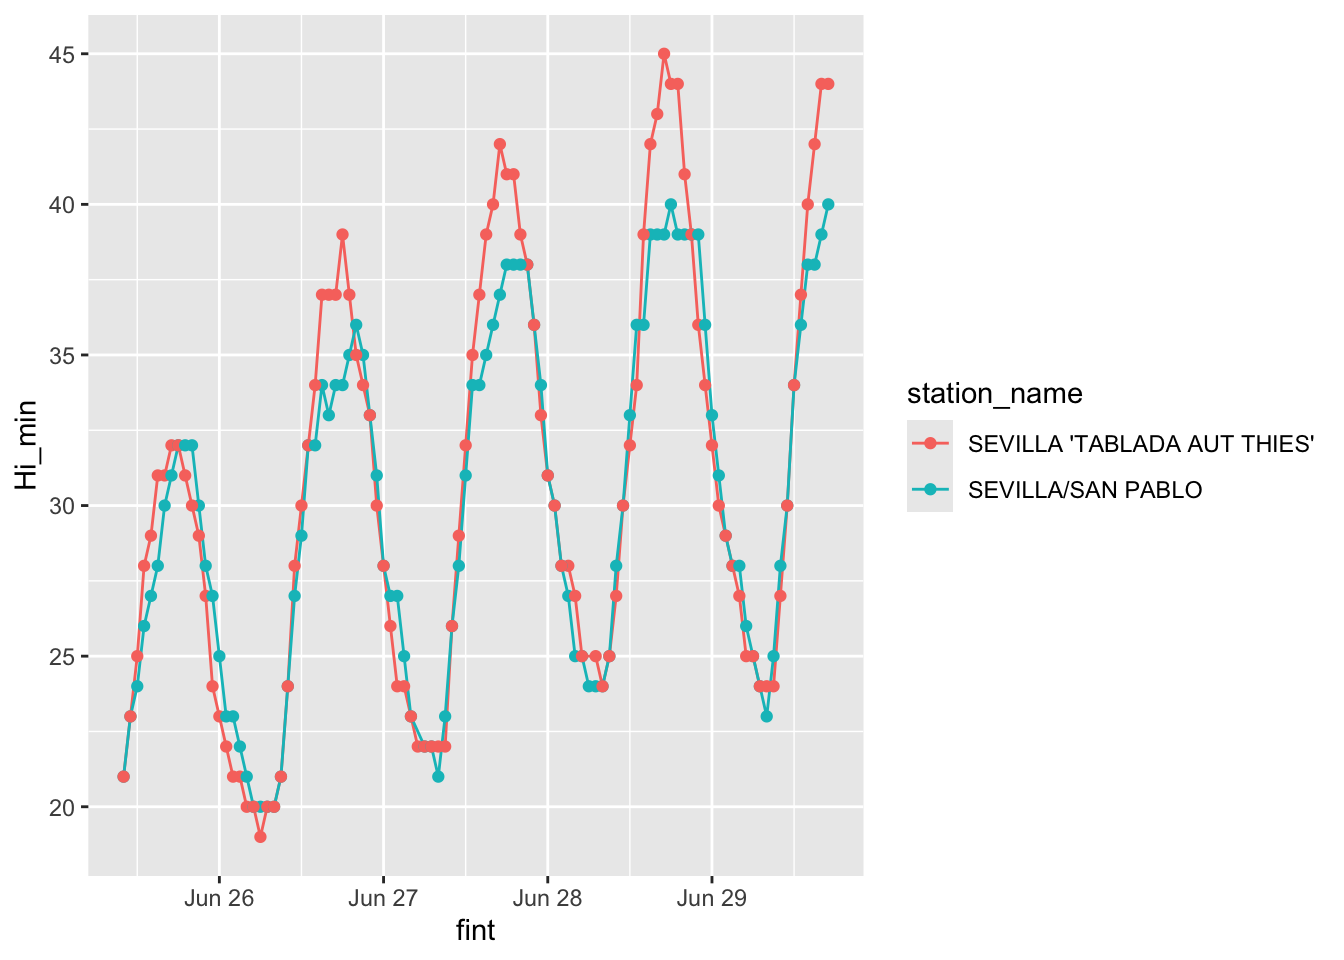 45
40
35
30
25
20
Hi_min
Jun 26
Jun 27
Jun 28
Jun 29
fint
station_name
SEVILLA 'TABLADA AUT THIES'
SEVILLA/SAN PABLO